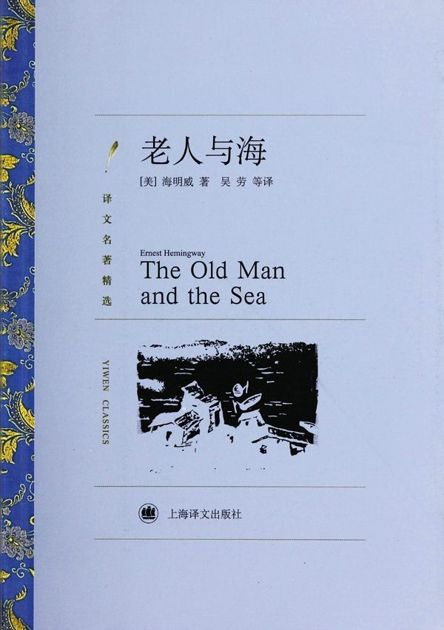 老人与海
[美] 海明威 著 吴 劳 等译
译文名著精选
Ernest Hemingway
The Old Man
and the Sea
YIWEN CLASSICS
上海译文出版社